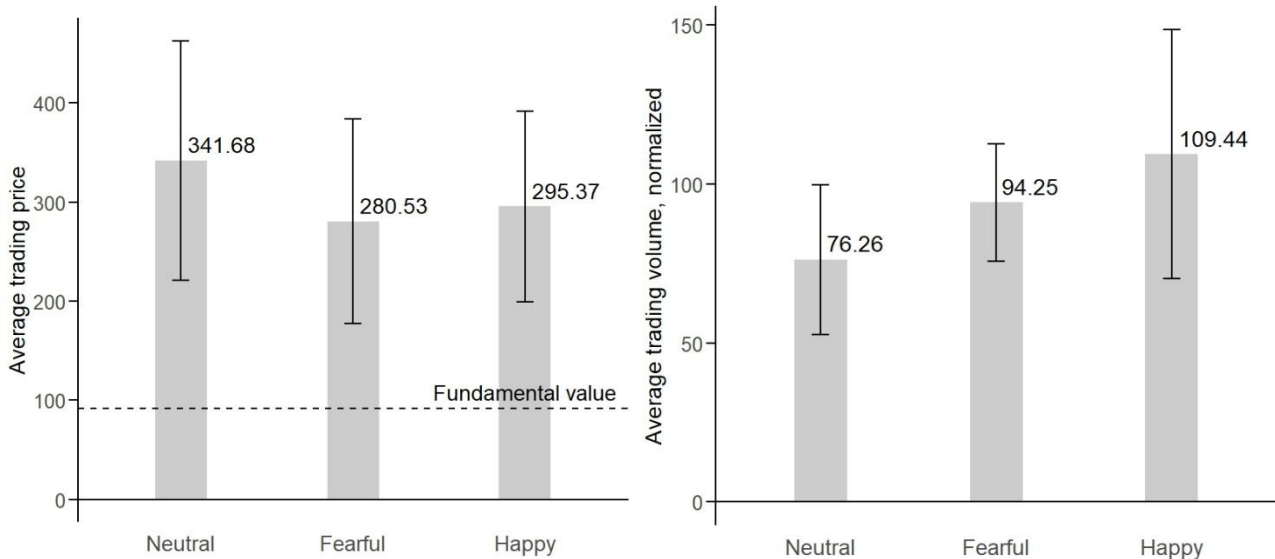 Average trading price
400
300
200
100
0
341.68
280.53
295.37
Fundamental value
Neutral
Fearful
Happy
Average trading volume, normalized
150
100
50
0
76.26
94.25
109.44
Neutral
Fearful
Happy